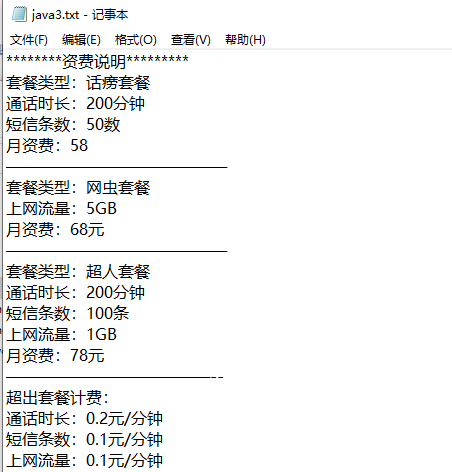 java3.txt - 记事本
文件(F) 编辑(E) 格式(O) 查看(V) 帮助(H)
********资费说明*********
套餐类型：话痨套餐
通话时长：200分钟
短信条数：50数
月资费：58
————————————————
套餐类型：网虫套餐
上网流量：5GB
月资费：68元
————————————————
套餐类型：超人套餐
通话时长：200分钟
短信条数：100条
上网流量：1GB
月资费：78元
———————————————--
超出套餐计费：
通话时长：0.2元/分钟
短信条数：0.1元/分钟
上网流量：0.1元/分钟